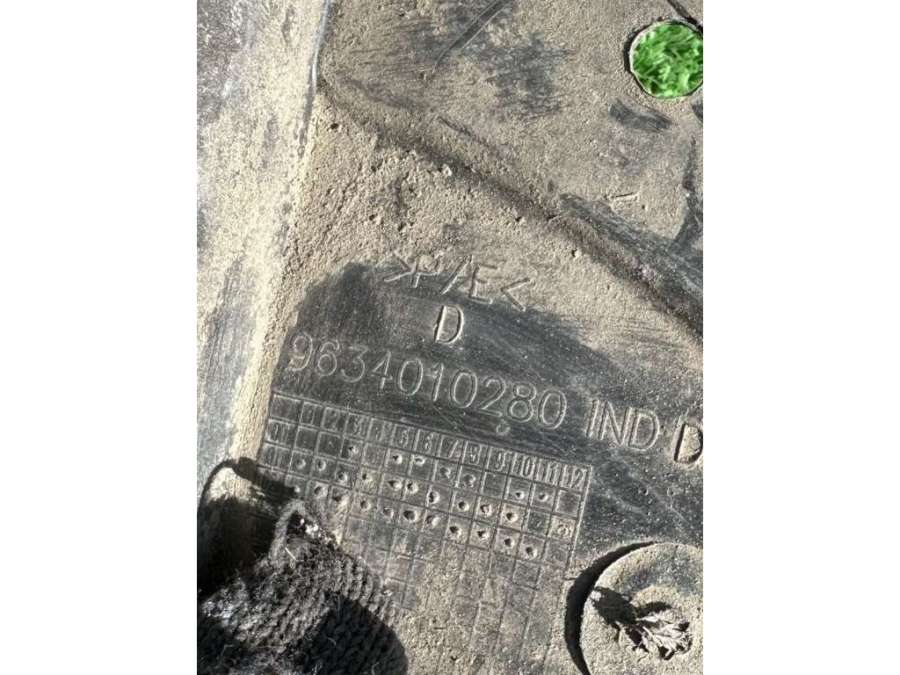 >P/E<
D
9634010280 IND:D
1 2 3 4 5 6 7 8 9 10 11 12